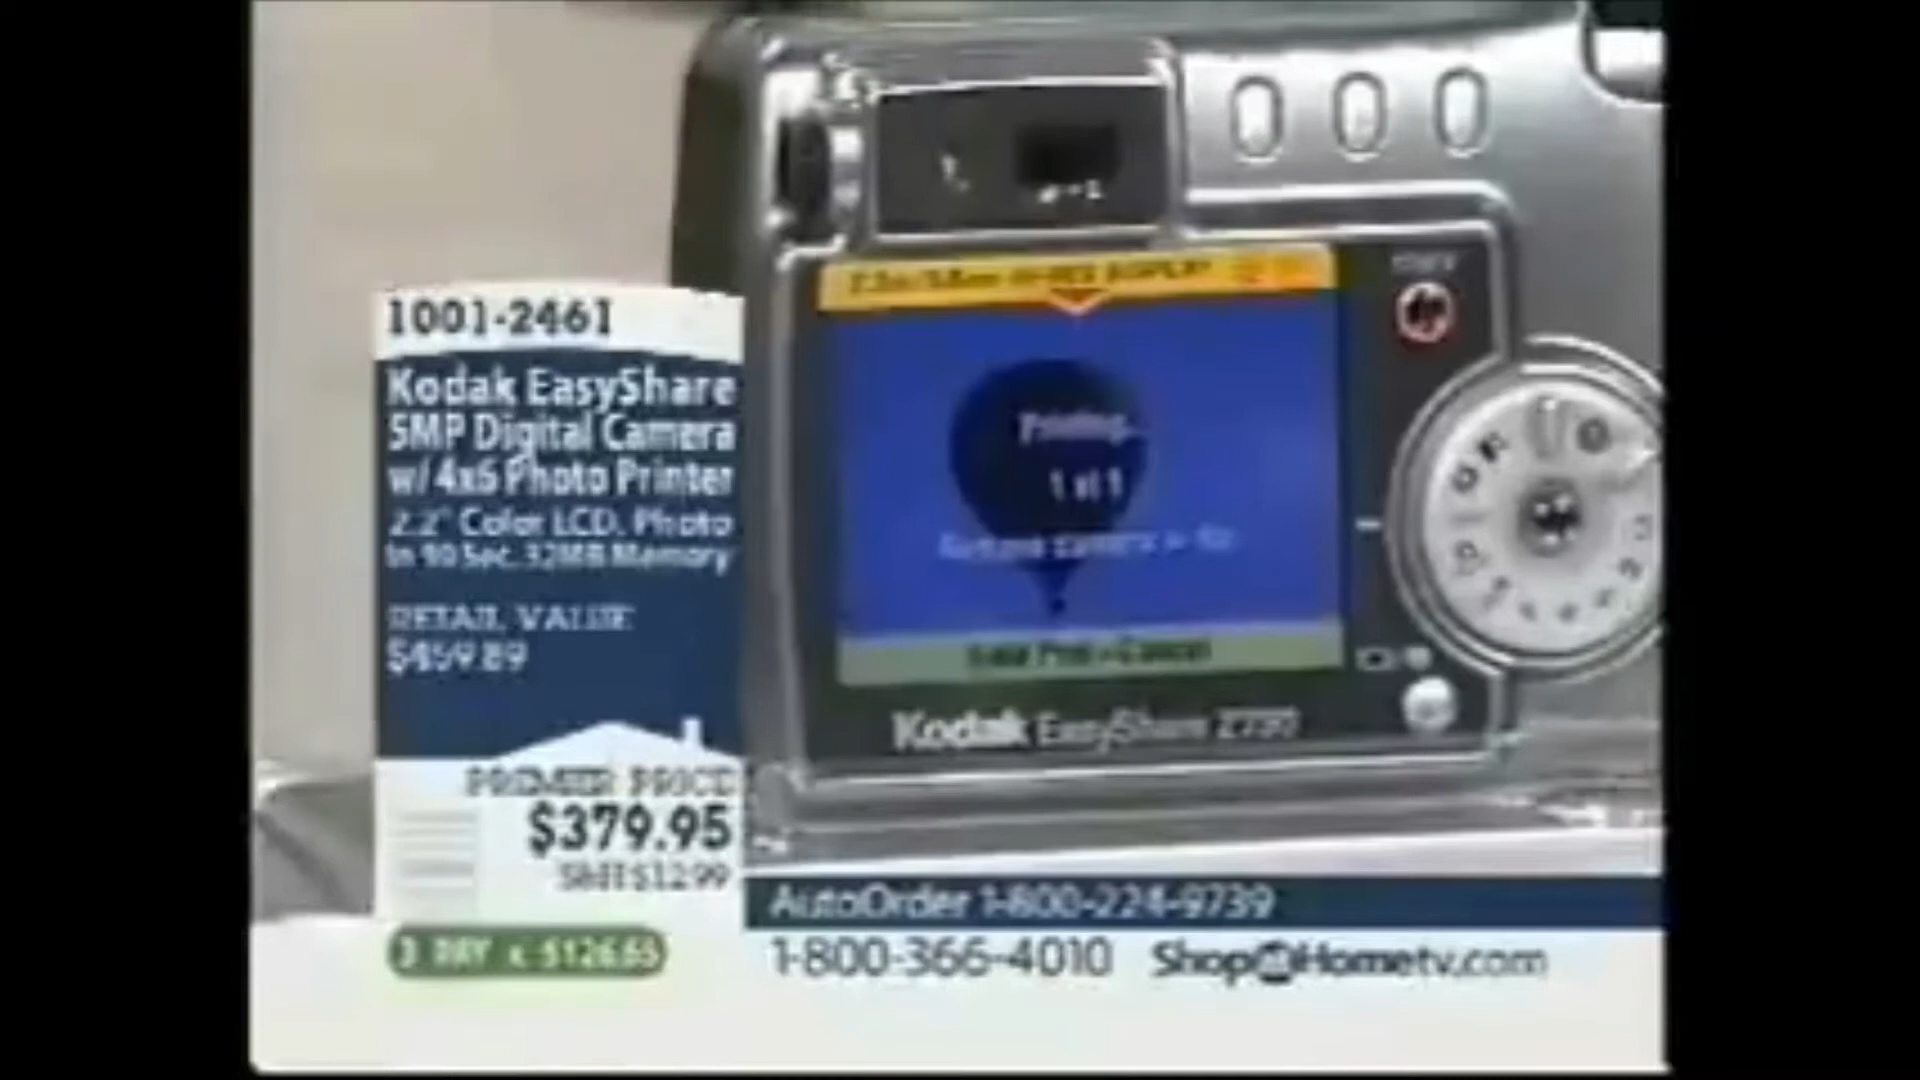 1001-2461
Kodak EasyShare
5MP Digital Camera
w/ 4x6 Photo Printer
2.2" Color LCD. Photo
In 90 Sec. 32MB Memory
RETAIL VALUE
$459.89
PREMIER PRICE
$379.95
S&H $12.99
3 PAY x $126.65
Printing...
1 of 1
Kodak EasyShare Z730
AutoOrder 1-800-224-9739
1-800-366-4010 Shop@Hometv.com